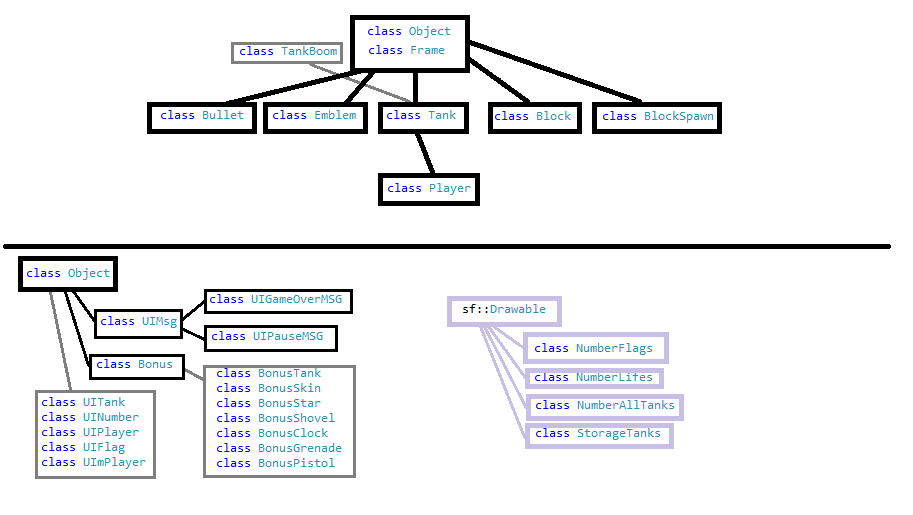 class Object
class Frame
class TankBoom
class Bullet
class Emblem
class Tank
class Block
class BlockSpawn
class Player
class Object
class UIMsg
class UIGameOverMSG
class UIPauseMSG
class Bonus
class BonusTank
class BonusSkin
class BonusStar
class BonusShovel
class BonusClock
class BonusGrenade
class BonusPistol
class UITank
class UINumber
class UIPlayer
class UIFlag
class UImPlayer
sf::Drawable
class NumberFlags
class NumberLifes
class NumberAllTanks
class StorageTanks